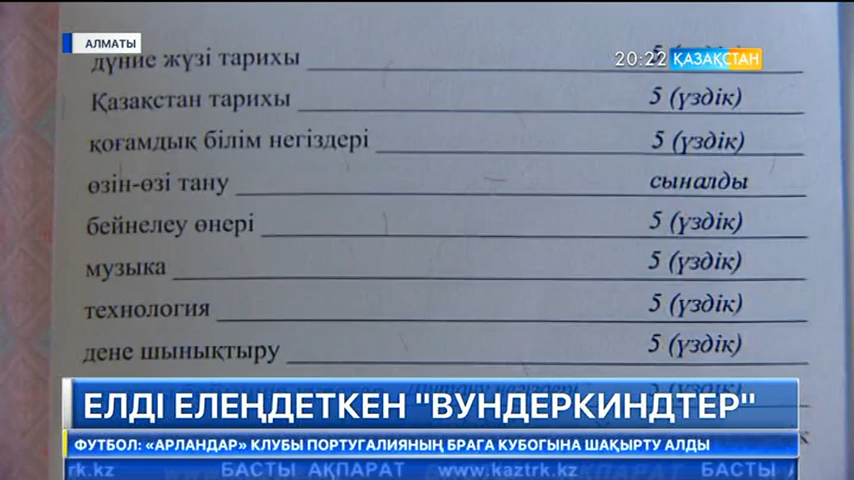 АЛМАТЫ
20:22 ҚАЗАҚСТАН
дүние жүзі тарихы 5
Қазақстан тарихы 5 (үздік)
қоғамдық білім негіздері 5 (үздік)
өзін-өзі тану сыналды
бейнелеу өнері 5 (үздік)
музыка 5 (үздік)
технология 5 (үздік)
дене шынықтыру 5 (үздік)
ЕЛДІ ЕЛЕҢДЕТКЕН "ВУНДЕРКИНДТЕР"
ФУТБОЛ: «АРЛАНДАР» КЛУБЫ ПОРТУГАЛИЯНЫҢ БРАГА КУБОГЫНА ШАҚЫРТУ АЛДЫ
trk.kz БАСТЫ АҚПАРАТ www.kaztrk.kz БАСТЫ АҚПАРАТ